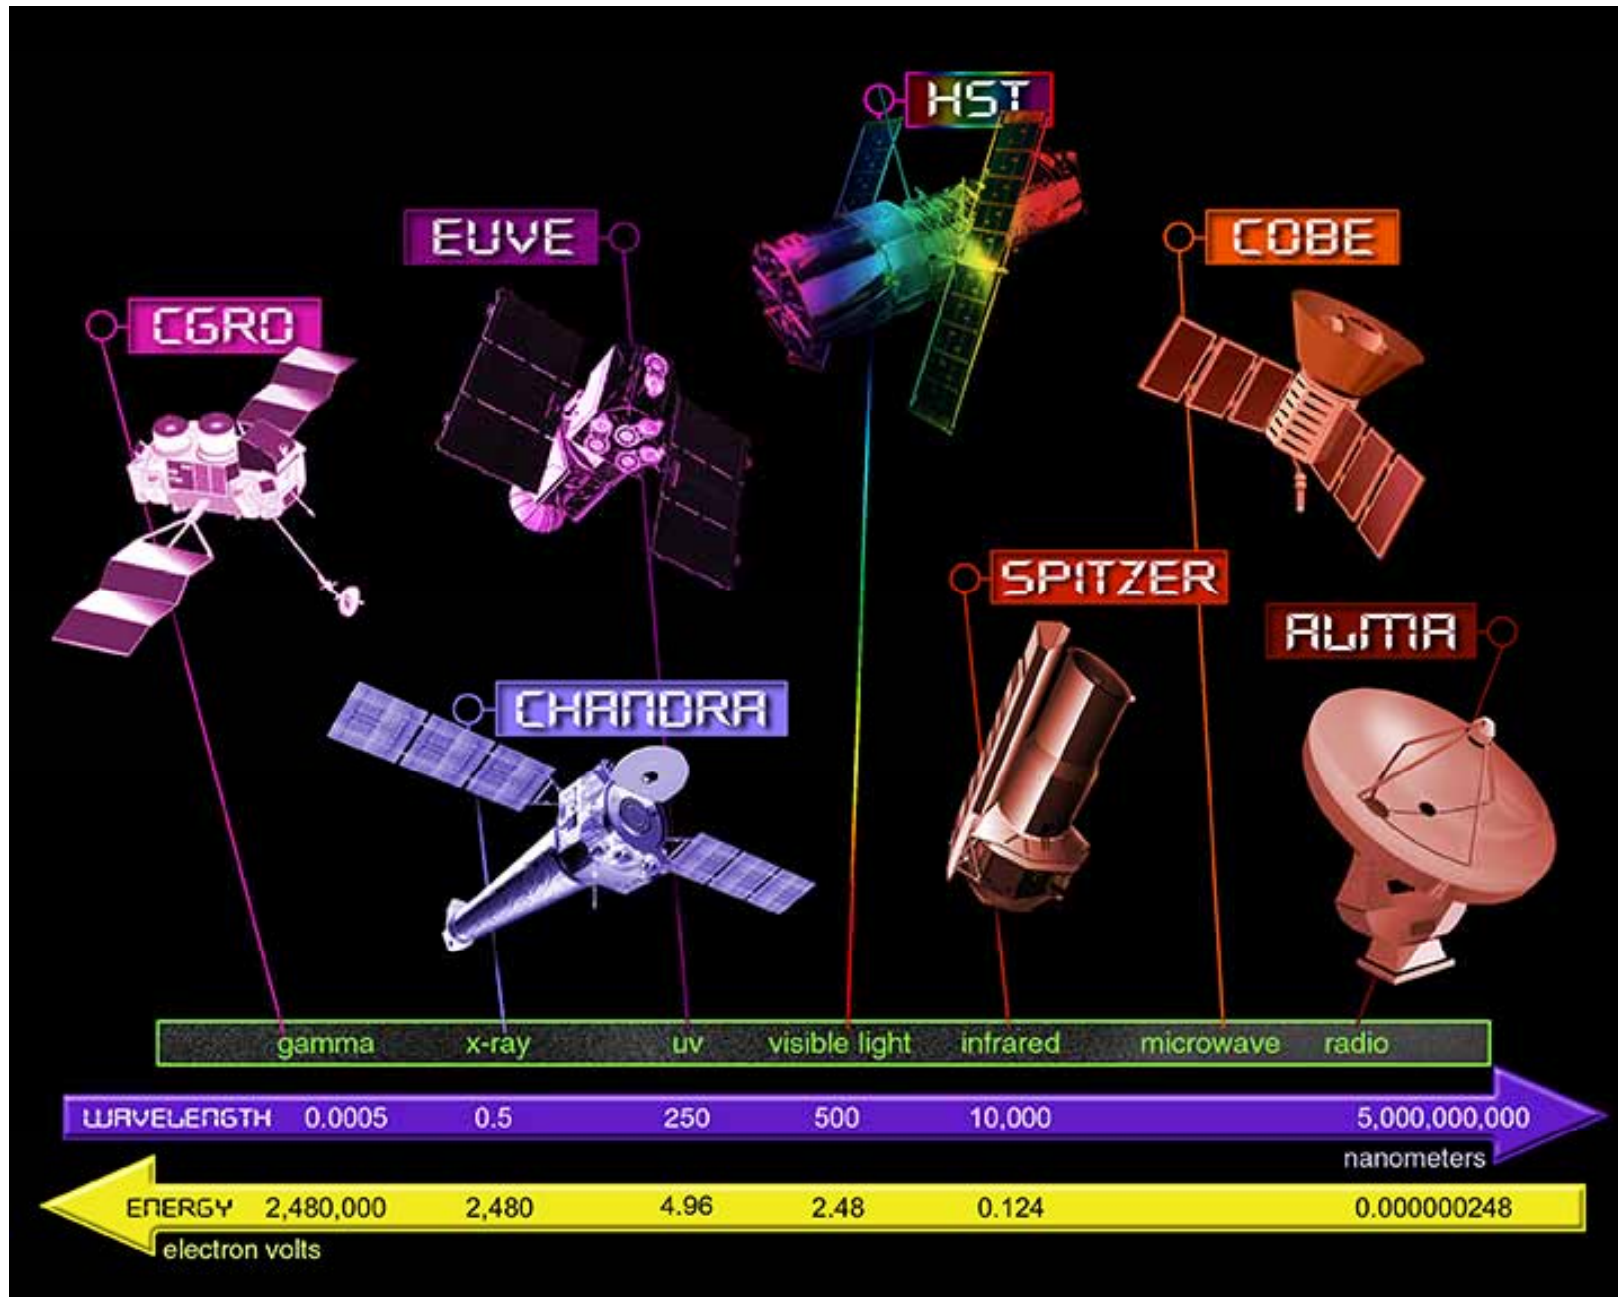 HST
EUVE
COBE
CGRO
SPITZER
ALMA
CHANDRA
gamma x-ray uv visible light infrared microwave radio
WAVELENGTH 0.0005 0.5 250 500 10,000 5,000,000,000
nanometers
ENERGY 2,480,000 2,480 4.96 2.48 0.124 0.000000248
electron volts